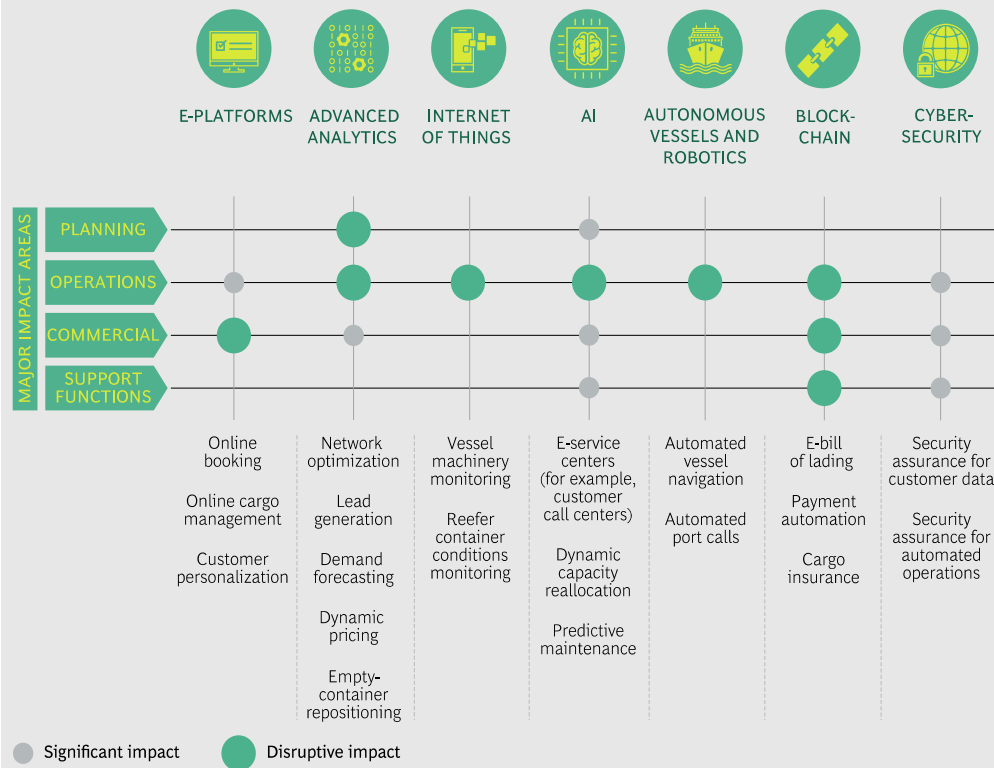 E-PLATFORMS
ADVANCED
ANALYTICS
INTERNET
OF THINGS
AI
AUTONOMOUS
VESSELS AND
ROBOTICS
BLOCK-
CHAIN
CYBER-
SECURITY
MAJOR IMPACT AREAS
PLANNING
OPERATIONS
COMMERCIAL
SUPPORT
FUNCTIONS
Online
booking
Online cargo
management
Customer
personalization
Network
optimization
Lead
generation
Demand
forecasting
Dynamic
pricing
Empty-
container
repositioning
Vessel
machinery
monitoring
Reefer
container
conditions
monitoring
E-service
centers
(for example,
customer
call centers)
Dynamic
capacity
reallocation
Predictive
maintenance
Automated
vessel
navigation
Automated
port calls
E-bill
of lading
Payment
automation
Cargo
insurance
Security
assurance for
customer data
Security
assurance for
automated
operations
Significant impact
Disruptive impact